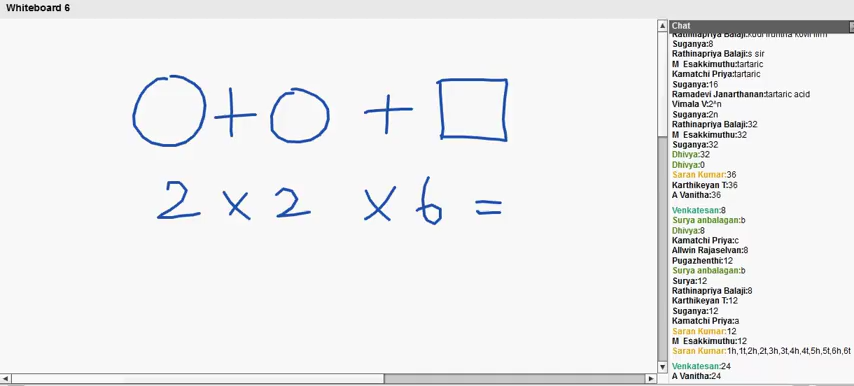 Whiteboard 6
+ +
2 × 2 × 6 =
Chat
Suganya:8
Rathinapriya Balaji:s sir
M Esakkimuthu:tartaric
Kamatchi Priya:tartaric
Suganya:16
Ramadevi Janarthanan:tartaric acid
Vimala V:2^n
Suganya:2n
Rathinapriya Balaji:32
M Esakkimuthu:32
Suganya:32
Dhivya:32
Dhivya:0
Saran Kumar:36
Karthikeyan T:36
A Vanitha:36
Venkatesan:8
Surya anbalagan:b
Dhivya:8
Kamatchi Priya:c
Allwin Rajaselvan:8
Pugazhenthi:12
Surya anbalagan:b
Surya:12
Rathinapriya Balaji:8
Karthikeyan T:12
Suganya:12
Kamatchi Priya:a
Saran Kumar:12
M Esakkimuthu:12
Saran Kumar:1h,1t,2h,2t,3h,3t,4h,4t,5h,5t,6h,6t
Venkatesan:24
A Vanitha:24